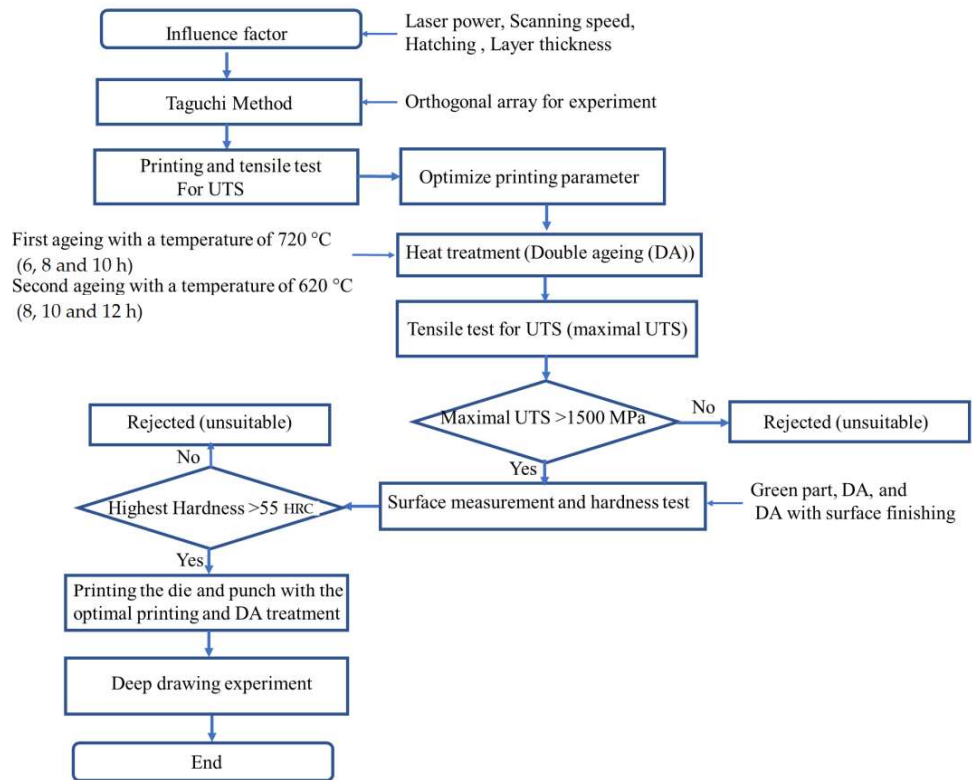 Influence factor
Laser power, Scanning speed,
Hatching , Layer thickness
Taguchi Method
Orthogonal array for experiment
Printing and tensile test
For UTS
Optimize printing parameter
First ageing with a temperature of 720 °C
(6, 8 and 10 h)
Second ageing with a temperature of 620 °C
(8, 10 and 12 h)
Heat treatment (Double ageing (DA))
Tensile test for UTS (maximal UTS)
Maximal UTS >1500 MPa
No
Rejected (unsuitable)
Yes
Surface measurement and hardness test
Green part, DA, and
DA with surface finishing
Rejected (unsuitable)
No
Highest Hardness >55 HRC
Yes
Printing the die and punch with the
optimal printing and DA treatment
Deep drawing experiment
End